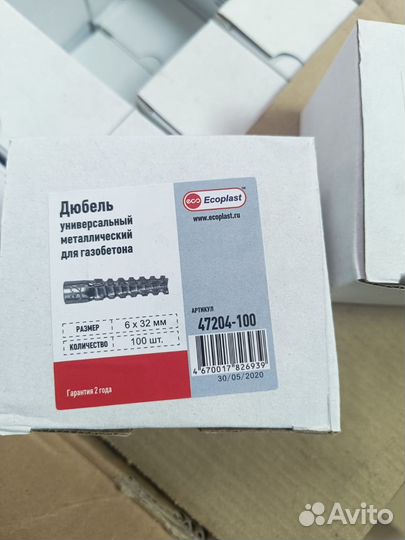 Дюбель
универсальный
металлический
для газобетона
РАЗМЕР 6 x 32 мм
КОЛИЧЕСТВО 100 шт.
Гарантия 2 года
eco Ecoplast™
www.ecoplast.ru
АРТИКУЛ
47204-100
4 670017 826939
30/05/2020
Avito